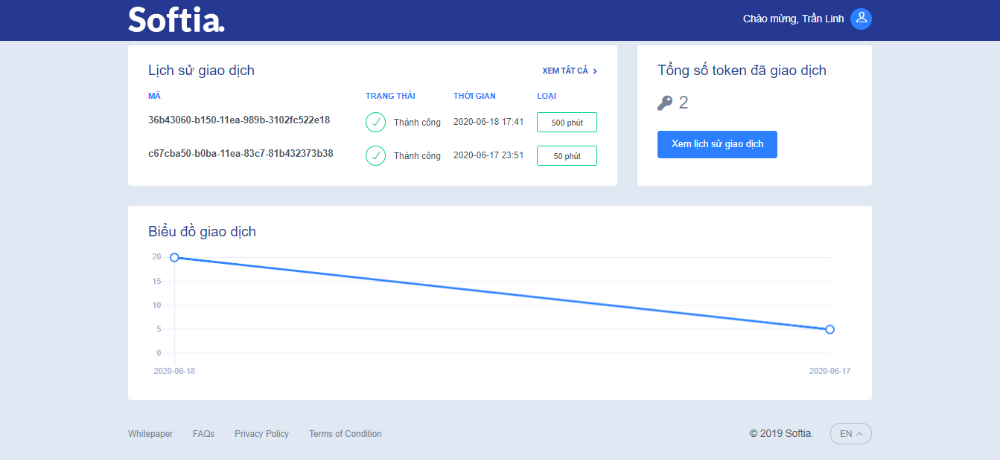 Softia.
Chào mừng, Trần Linh
Lịch sử giao dịch
XEM TẤT CẢ
MÃ TRẠNG THÁI THỜI GIAN LOẠI
36b43060-b150-11ea-989b-3102fc522e18 Thành công 2020-06-18 17:41 500 phút
c67cba50-b0ba-11ea-83c7-81b432373b38 Thành công 2020-06-17 23:51 50 phút
Tổng số token đã giao dịch
2
Xem lịch sử giao dịch
Biểu đồ giao dịch
20
15
10
5
0
2020-06-18 2020-06-17
Whitepaper FAQs Privacy Policy Terms of Condition © 2019 Softia. EN